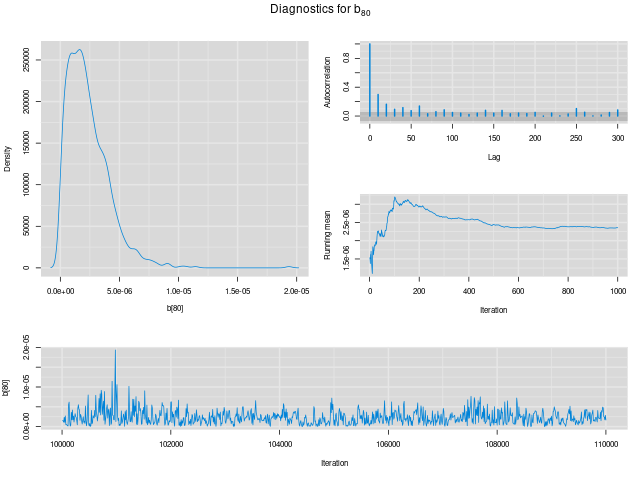 Diagnostics for b80
Density
250000
200000
150000
100000
50000
0
0.0e+00 5.0e-06 1.0e-05 1.5e-05 2.0e-05
b[80]
Autocorrelation
0.8
0.4
0.0
0 50 100 150 200 250 300
Lag
Running mean
2.5e-06
1.5e-06
0 200 400 600 800 1000
Iteration
b[80]
2.0e-05
1.0e-05
0.0e+00
100000 102000 104000 106000 108000 110000
Iteration